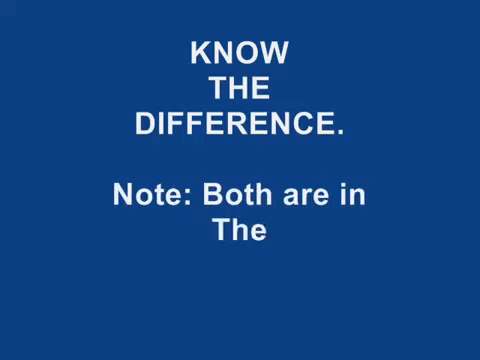 KNOW
THE
DIFFERENCE.
Note: Both are in
The